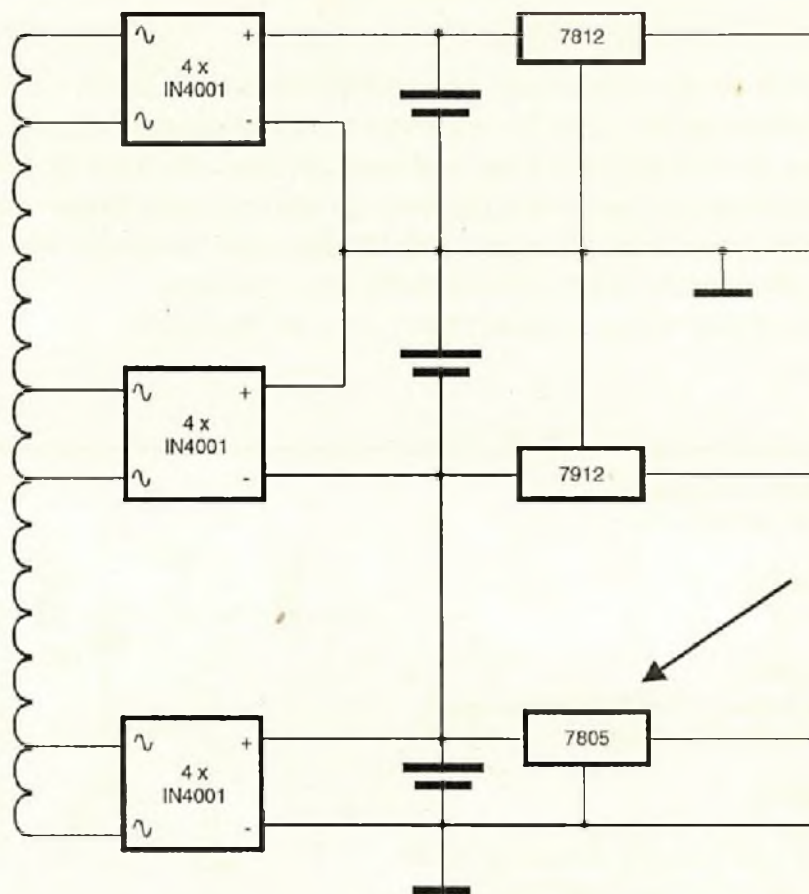 ∿ +
7812
4 x
IN4001
∿ -
∿ +
4 x
IN4001
∿ -
7912
∿ +
7805
4 x
IN4001
∿ -